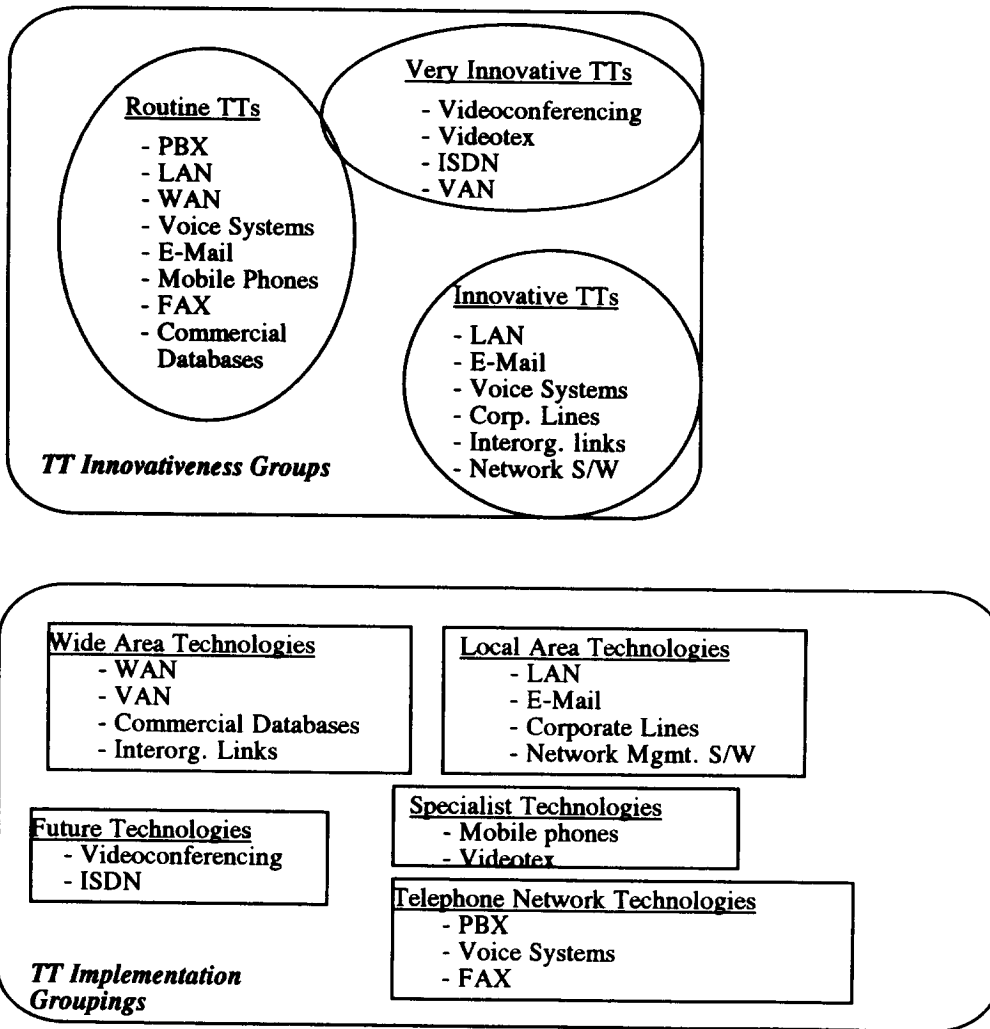 Routine TTs
- PBX
- LAN
- WAN
- Voice Systems
- E-Mail
- Mobile Phones
- FAX
- Commercial
Databases
Very Innovative TTs
- Videoconferencing
- Videotex
- ISDN
- VAN
Innovative TTs
- LAN
- E-Mail
- Voice Systems
- Corp. Lines
- Interorg. links
- Network S/W
TT Innovativeness Groups
Wide Area Technologies
- WAN
- VAN
- Commercial Databases
- Interorg. Links
Local Area Technologies
- LAN
- E-Mail
- Corporate Lines
- Network Mgmt. S/W
Future Technologies
- Videoconferencing
- ISDN
Specialist Technologies
- Mobile phones
- Videotex
Telephone Network Technologies
- PBX
- Voice Systems
- FAX
TT Implementation
Groupings